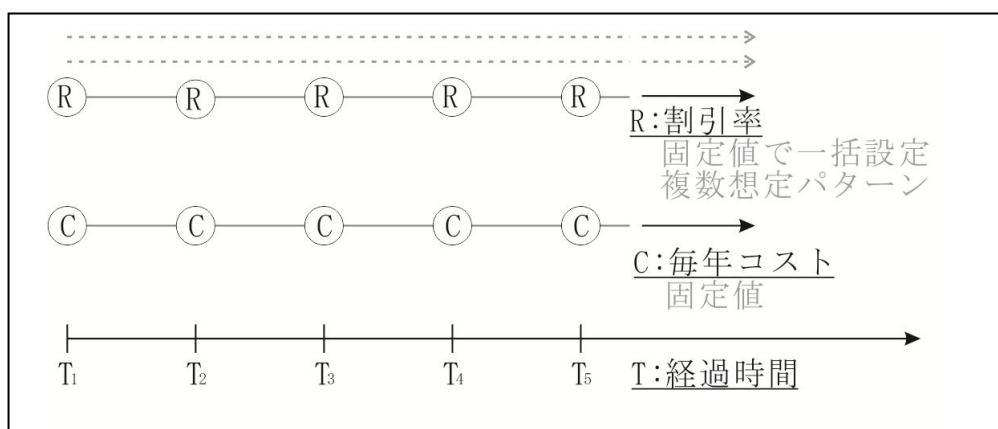 R R R R R
R:割引率
固定値で一括設定
複数想定パターン
C C C C C
C:毎年コスト
固定値
T1 T2 T3 T4 T5 T:経過時間